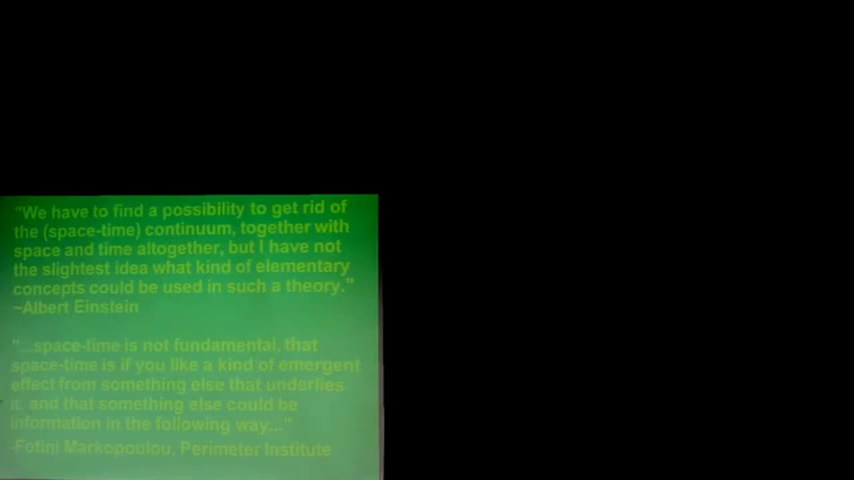 "We have to find a possibility to get rid of
the (space-time) continuum, together with
space and time altogether, but I have not
the slightest idea what kind of elementary
concepts could be used in such a theory."
~Albert Einstein
"...space-time is not fundamental, that
space-time is if you like a kind of emergent
effect from something else that underlies
it, and that something else could be
information in the following way..."
-Fotini Markopoulou, Perimeter Institute